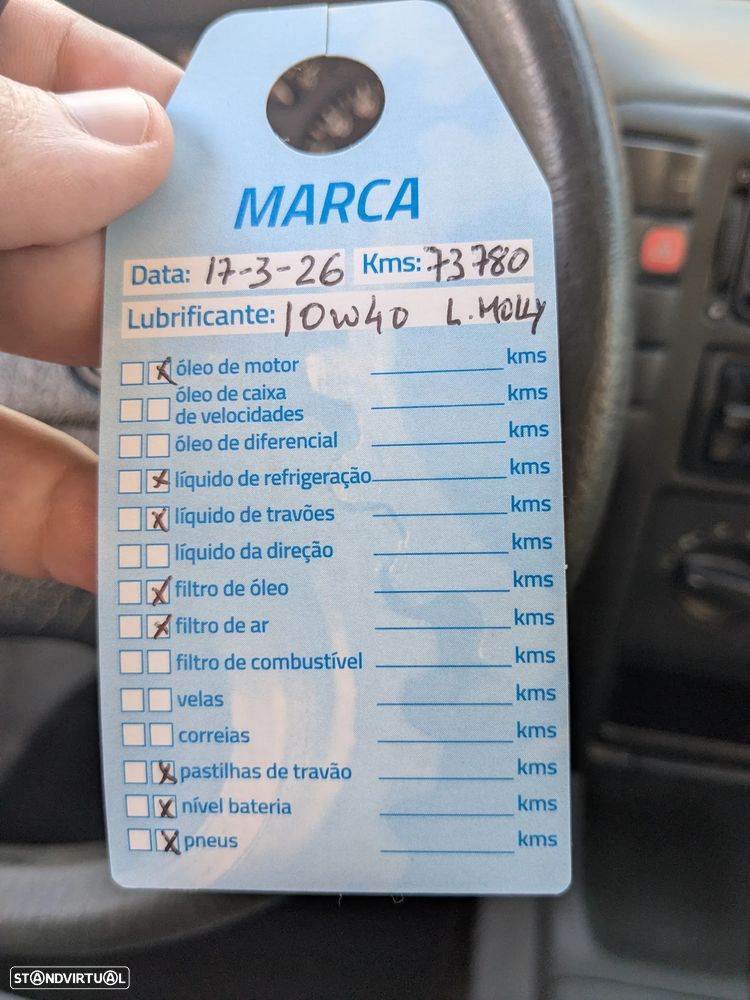 MARCA
Data: 17-3-26 Kms: 73780
Lubrificante: 10W40 L. MOLLY
óleo de motor kms
óleo de caixa
de velocidades kms
óleo de diferencial kms
líquido de refrigeração kms
líquido de travões kms
líquido da direção kms
filtro de óleo kms
filtro de ar kms
filtro de combustível kms
velas kms
correias kms
pastilhas de travão kms
nível bateria kms
pneus kms
STANDVIRTUAL